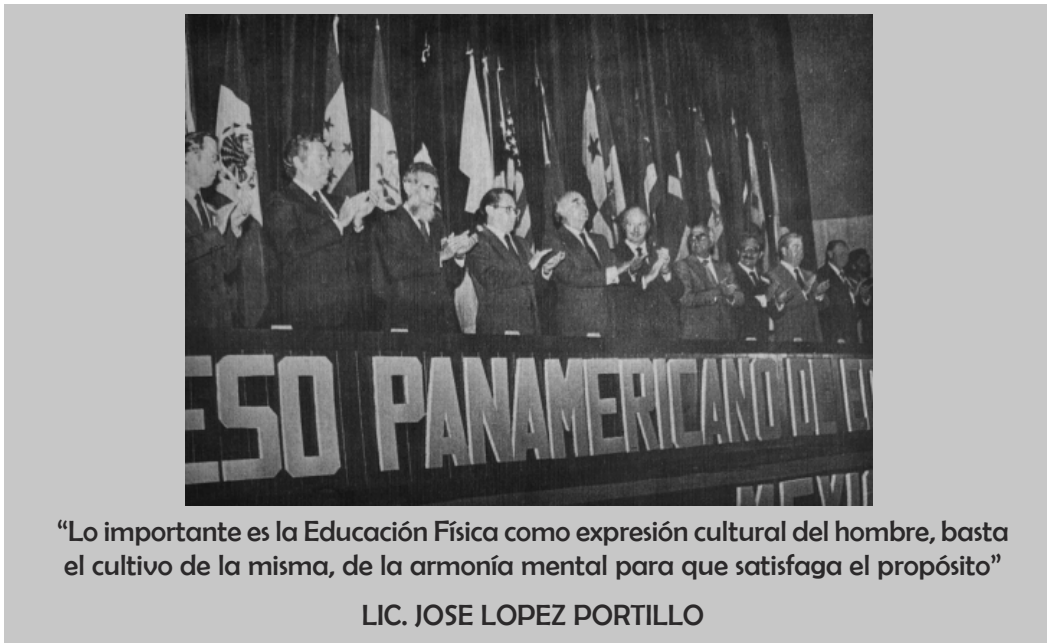 ESO PANAMERICANO DE E
MEXIC
“Lo importante es la Educación Física como expresión cultural del hombre, basta
el cultivo de la misma, de la armonía mental para que satisfaga el propósito”
LIC. JOSE LOPEZ PORTILLO